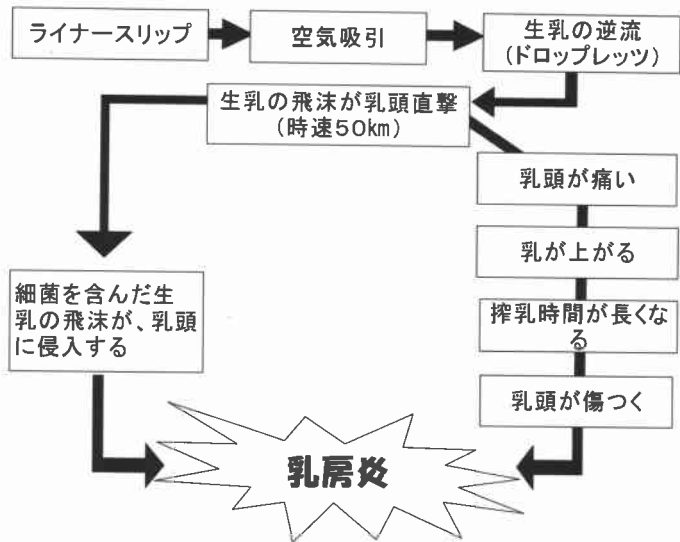 ライナースリップ
空気吸引
生乳の逆流
(ドロップレッツ)
生乳の飛沫が乳頭直撃
(時速50km)
乳頭が痛い
乳が上がる
搾乳時間が長くな
る
乳頭が傷つく
細菌を含んだ生
乳の飛沫が、乳頭
に侵入する
乳房炎